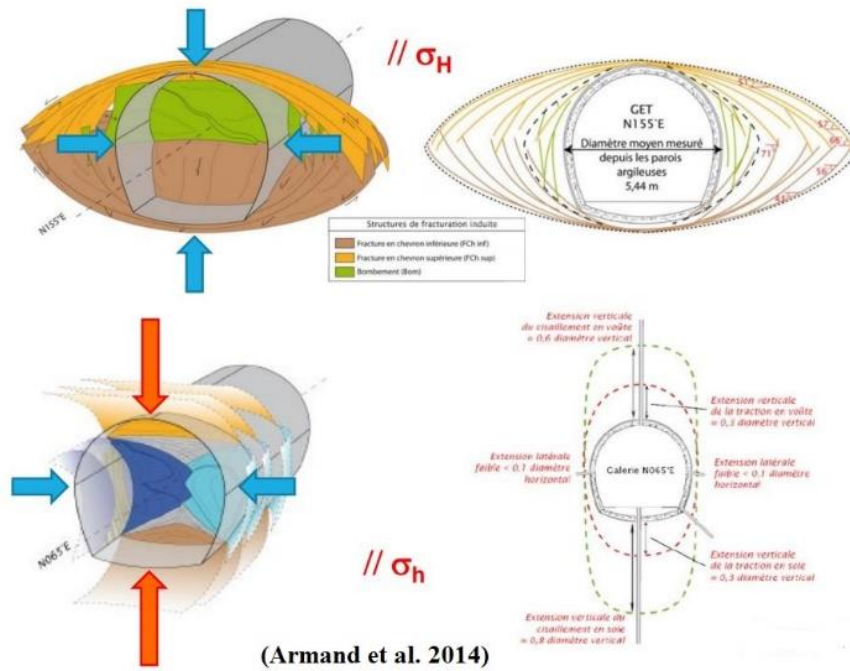 // σH
N155°E
GET
N155°E
Diamètre moyen mesuré
depuis les parois
argileuses
5,44 m
51°
57°
66°
71°
56°
Structures de fracturation induite
Fracture en chevron inférieure (FCh inf)
Fracture en chevron supérieure (FCh sup)
Bombement (Bom)
N065°E
// σh
Extension verticale
du cisaillement en voûte
= 0,6 diamètre vertical
Extension verticale
de la traction en voûte
= 0,3 diamètre vertical
Extension latérale
faible < 0,1 diamètre
horizontal
Galerie N065°E
Extension latérale
faible < 0,1 diamètre
horizontal
Extension verticale
de la traction en sole
= 0,3 diamètre vertical
Extension verticale du
cisaillement en sole
= 0,8 diamètre vertical
(Armand et al. 2014)